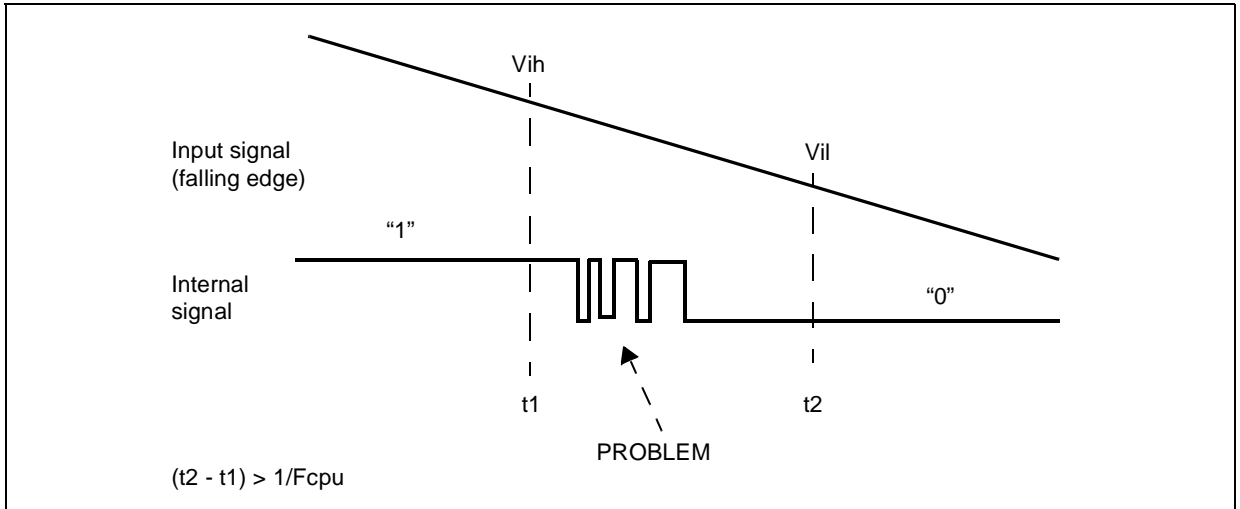 Vih
Input signal
(falling edge)
Vil
“1”
Internal
signal
“0”
t1
t2
PROBLEM
(t2 - t1) > 1/Fcpu